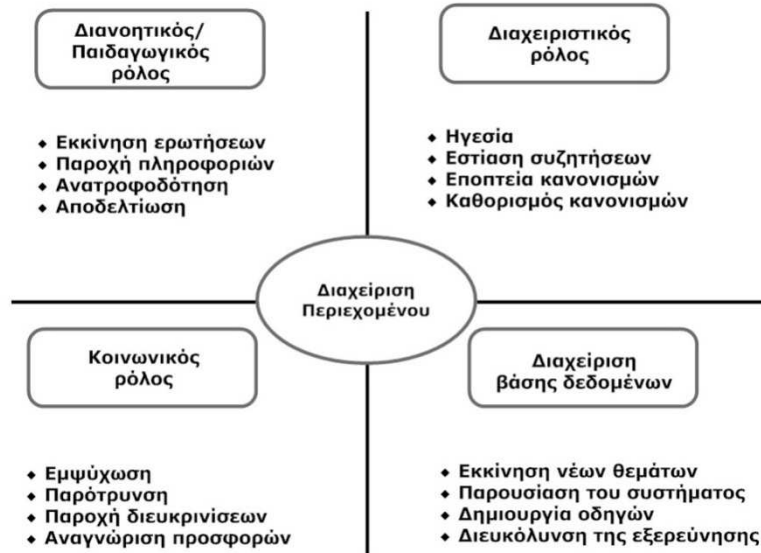 Διανοητικός/
Παιδαγωγικός
ρόλος
Διαχειριστικός
ρόλος
Εκκίνηση ερωτήσεων
Παροχή πληροφοριών
Ανατροφοδότηση
Αποδελτίωση
Ηγεσία
Εστίαση συζητήσεων
Εποπτεία κανονισμών
Καθορισμός κανονισμών
Διαχείριση
Περιεχομένου
Κοινωνικός
ρόλος
Διαχείριση
βάσης δεδομένων
Εμψύχωση
Παρότρυνση
Παροχή διευκρινίσεων
Αναγνώριση προσφορών
Εκκίνηση νέων θεμάτων
Παρουσίαση του συστήματος
Δημιουργία οδηγών
Διευκόλυνση της εξερεύνησης